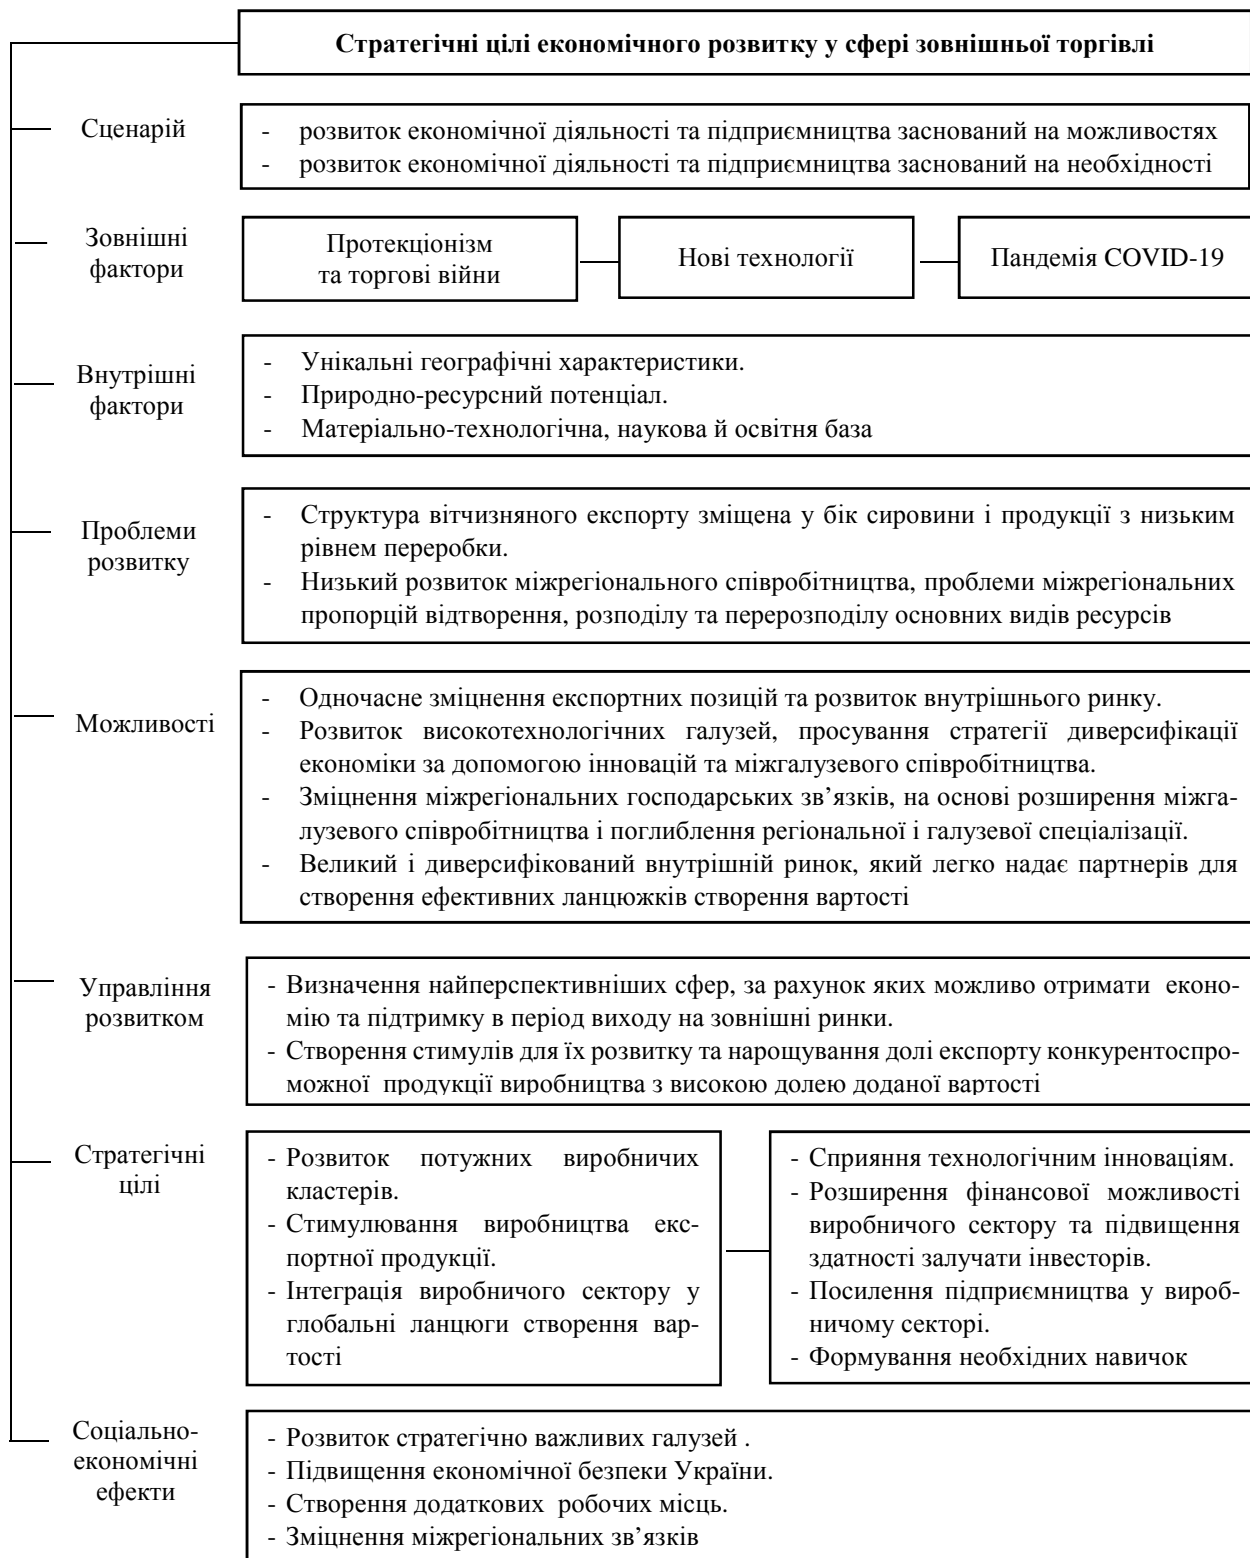 Стратегічні цілі економічного розвитку у сфері зовнішньої торгівлі
Сценарій
- розвиток економічної діяльності та підприємництва заснований на можливостях
- розвиток економічної діяльності та підприємництва заснований на необхідності
Зовнішні
фактори
Протекціонізм
та торгові війни
Нові технології
Пандемія COVID-19
Внутрішні
фактори
- Унікальні географічні характеристики.
- Природно-ресурсний потенціал.
- Матеріально-технологічна, наукова й освітня база
Проблеми
розвитку
- Структура вітчизняного експорту зміщена у бік сировини і продукції з низьким
рівнем переробки.
- Низький розвиток міжрегіонального співробітництва, проблеми міжрегіональних
пропорцій відтворення, розподілу та перерозподілу основних видів ресурсів
Можливості
- Одночасне зміцнення експортних позицій та розвиток внутрішнього ринку.
- Розвиток високотехнологічних галузей, просування стратегії диверсифікації
економіки за допомогою інновацій та міжгалузевого співробітництва.
- Зміцнення міжрегіональних господарських зв’язків, на основі розширення міжга-
лузевого співробітництва і поглиблення регіональної і галузевої спеціалізації.
- Великий і диверсифікований внутрішній ринок, який легко надає партнерів для
створення ефективних ланцюжків створення вартості
Управління
розвитком
- Визначення найперспективніших сфер, за рахунок яких можливо отримати еконо-
мію та підтримку в період виходу на зовнішні ринки.
- Створення стимулів для їх розвитку та нарощування долі експорту конкурентоспро-
можної продукції виробництва з високою долею доданої вартості
Стратегічні
цілі
- Розвиток потужних виробничих
кластерів.
- Стимулювання виробництва екс-
портної продукції.
- Інтеграція виробничого сектору у
глобальні ланцюги створення вар-
тості
- Сприяння технологічним інноваціям.
- Розширення фінансової можливості
виробничого сектору та підвищення
здатності залучати інвесторів.
- Посилення підприємництва у вироб-
ничому секторі.
- Формування необхідних навичок
Соціально-
економічні
ефекти
- Розвиток стратегічно важливих галузей .
- Підвищення економічної безпеки України.
- Створення додаткових робочих місць.
- Зміцнення міжрегіональних зв’язків